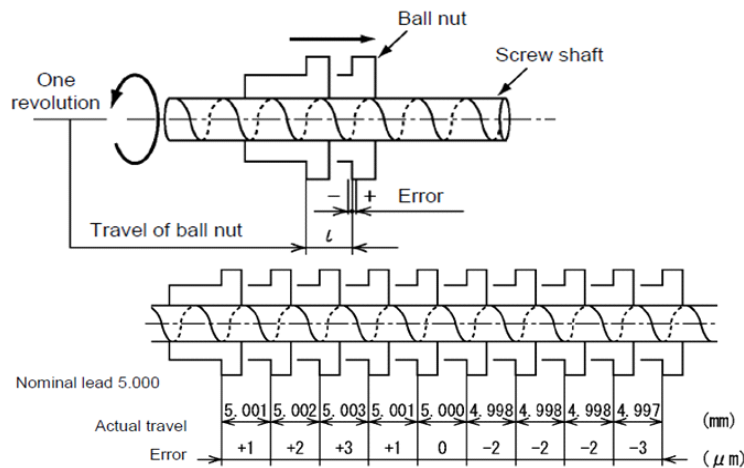 Ball nut
Screw shaft
One
revolution
− + Error
Travel of ball nut
ℓ
Nominal lead 5.000
Actual travel 5.001 5.002 5.003 5.001 5.000 4.998 4.998 4.998 4.997 (mm)
Error +1 +2 +3 +1 0 -2 -2 -2 -3 (μm)